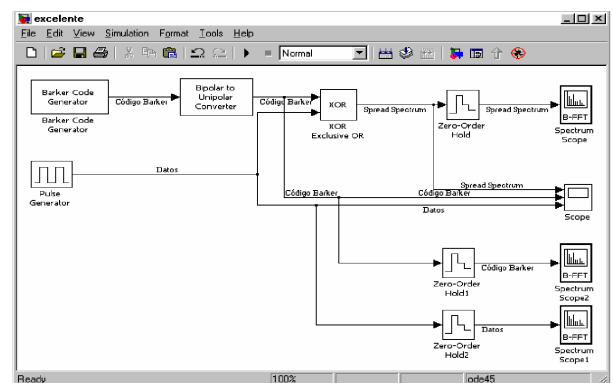 excelente
File Edit View Simulation Format Tools Help
Normal
Barker Code
Generator
Barker Code
Generator
Código Barker
Bipolar to
Unipolar
Converter
Código Barker
XOR
XOR
Exclusive OR
Spread Spectrum
Zero-Order
Hold
Spread Spectrum
B-FFT
Spectrum
Scope
Pulse
Generator
Datos
Código Barker
Spread Spectrum
Código Barker
Datos
Scope
Zero-Order
Hold1
Código Barker
B-FFT
Spectrum
Scope2
Zero-Order
Hold2
Datos
B-FFT
Spectrum
Scope1
Ready 100% ode45